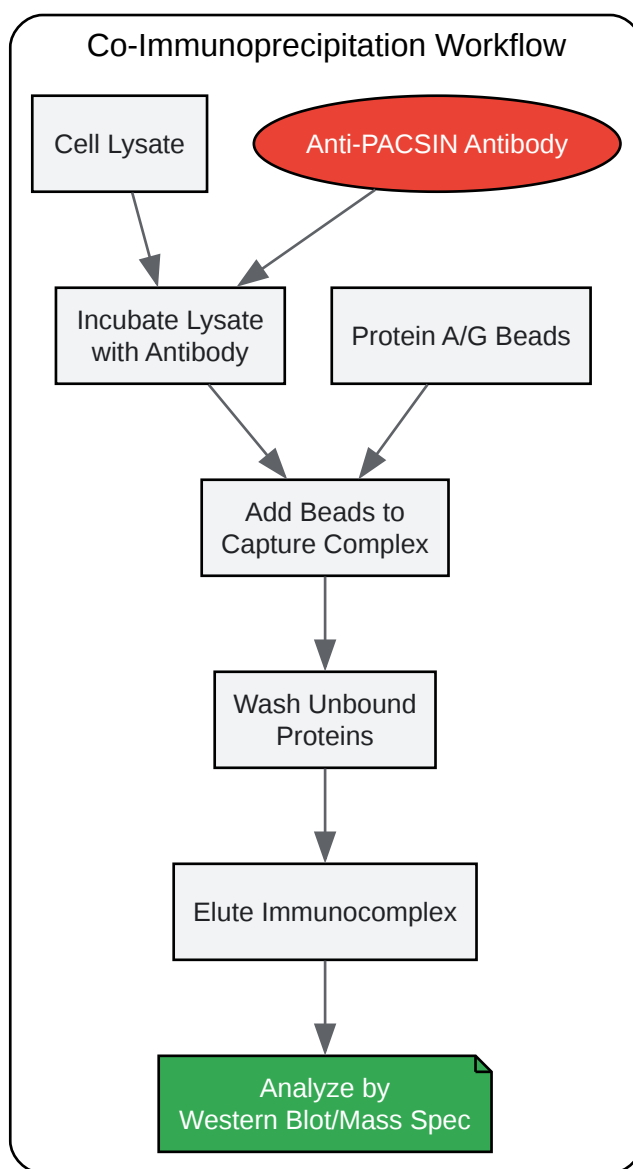 Co-Immunoprecipitation Workflow
Cell Lysate
Anti-PACSIN Antibody
Incubate Lysate
with Antibody
Protein A/G Beads
Add Beads to
Capture Complex
Wash Unbound
Proteins
Elute Immunocomplex
Analyze by
Western Blot/Mass Spec